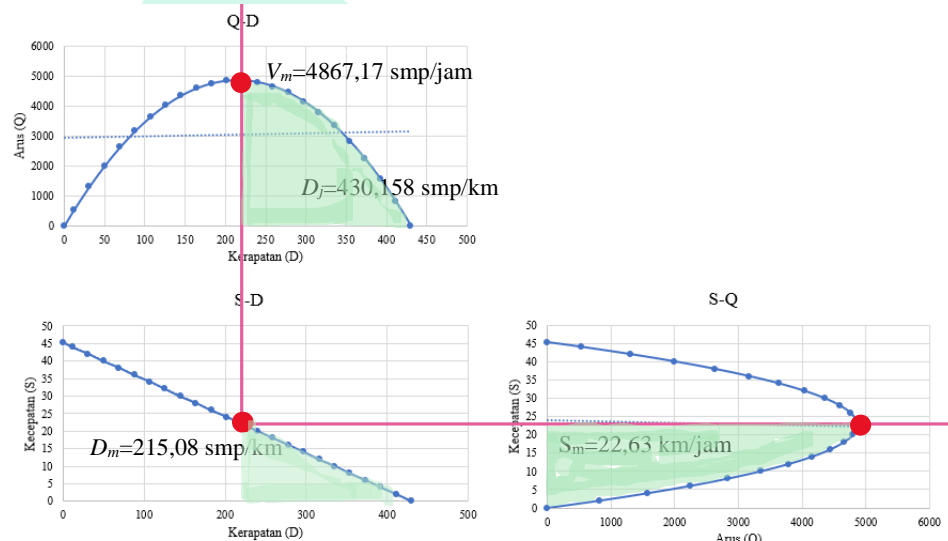 Q-D
6000
5000
4000
3000
2000
1000
0
Arus (Q)
Vm=4867,17 smp/jam
Dj=430,158 smp/km
0 50 100 150 200 250 300 350 400 450 500
Kerapatan (D)
S-D
50
45
40
35
30
25
20
15
10
5
0
Kecepatan (S)
Dm=215,08 smp/km
0 100 200 300 400 500
Kerapatan (D)
S-Q
50
45
40
35
30
25
20
15
10
5
0
Kecepatan (S)
Sm=22,63 km/jam
0 1000 2000 3000 4000 5000 6000
Arus (Q)